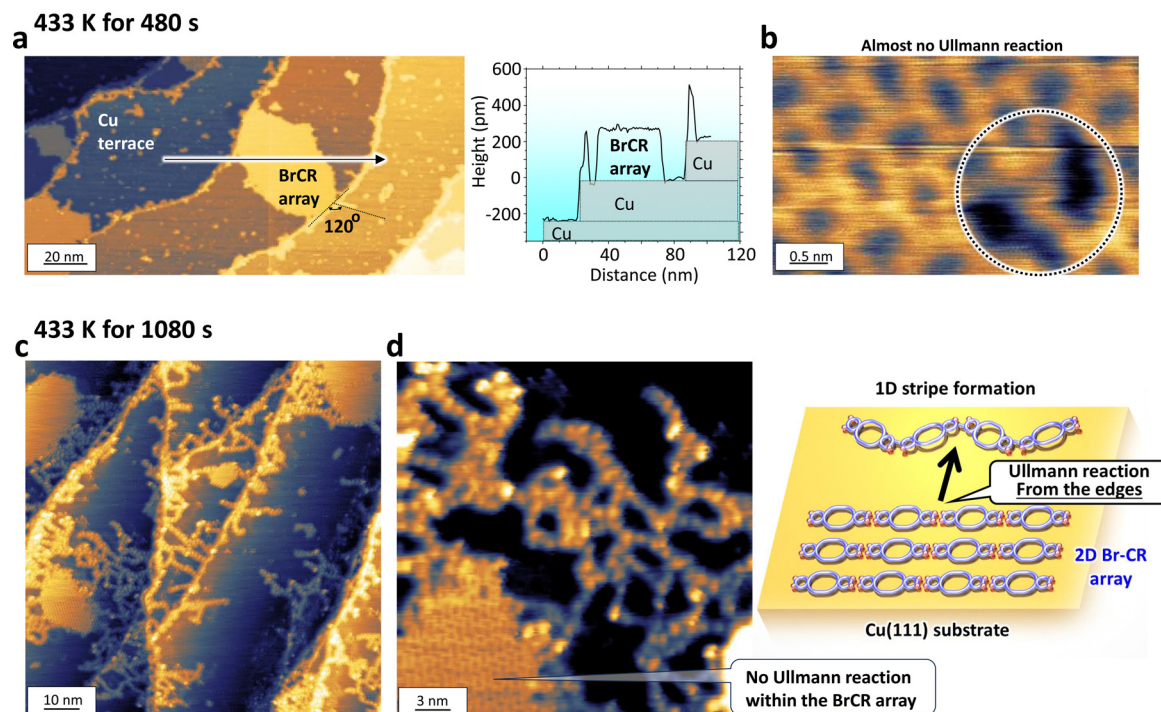 433 K for 480 s
a
Cu
terrace
BrCR
array
120°
20 nm
600
400
200
0
-200
Height (pm)
BrCR
array
Cu
Cu
Cu
0
40
80
120
Distance (nm)
b
Almost no Ullmann reaction
0.5 nm
433 K for 1080 s
c
10 nm
d
3 nm
No Ullmann reaction
within the BrCR array
1D stripe formation
Ullmann reaction
From the edges
2D Br-CR
array
Cu(111) substrate